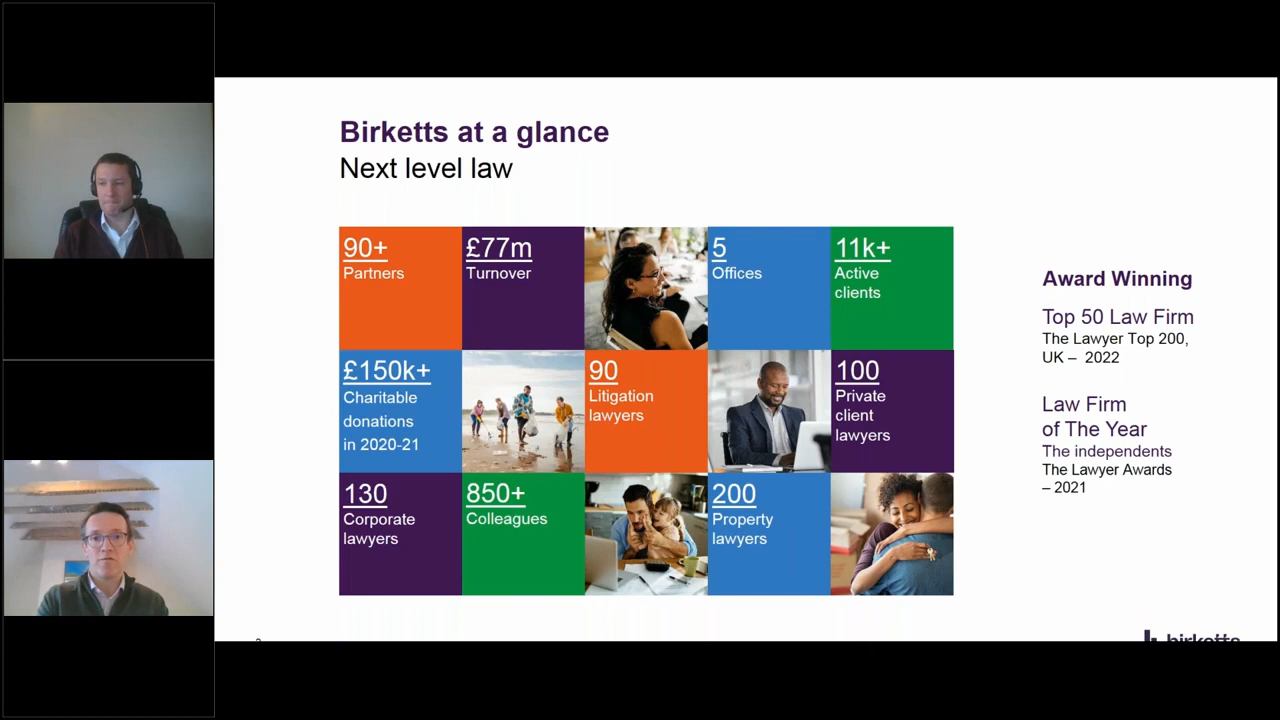 Birketts at a glance
Next level law
90+
Partners
£77m
Turnover
5
Offices
11k+
Active
clients
£150k+
Charitable
donations
in 2020-21
90
Litigation
lawyers
100
Private
client
lawyers
130
Corporate
lawyers
850+
Colleagues
200
Property
lawyers
Award Winning
Top 50 Law Firm
The Lawyer Top 200,
UK – 2022
Law Firm
of The Year
The independents
The Lawyer Awards
– 2021
birketts